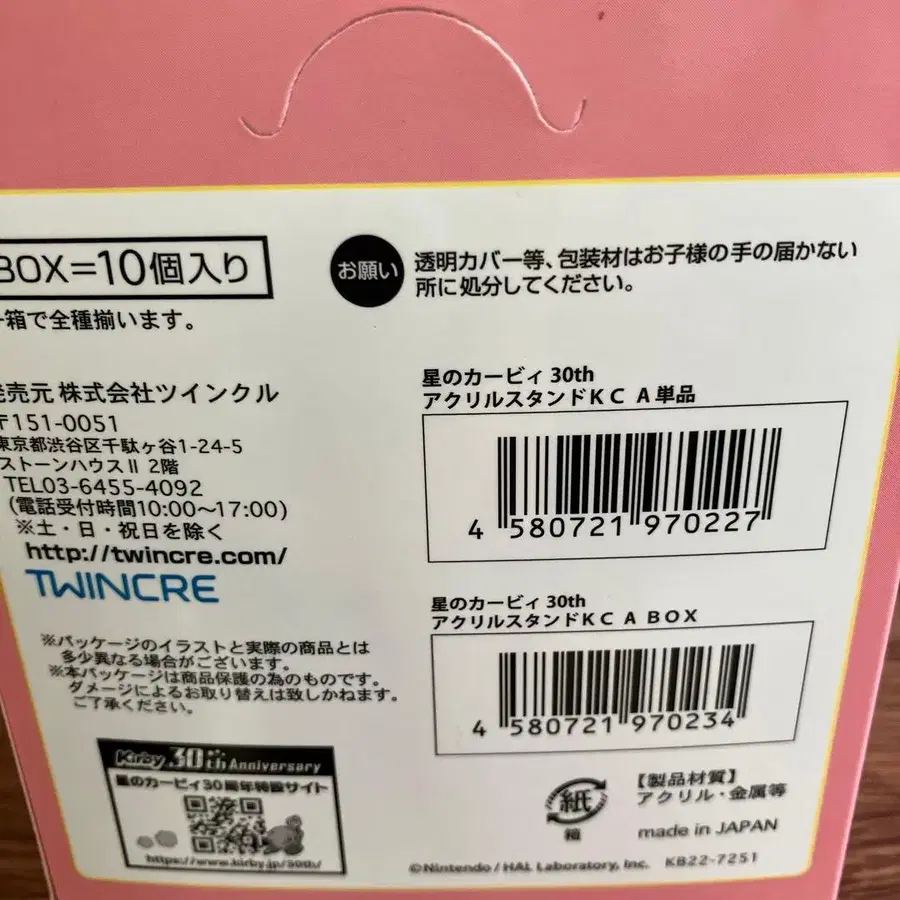 BOX=10個入り
一箱で全種揃います。
お願い
透明カバー等、包装材はお子様の手の届かない
所に処分してください。
発売元 株式会社ツインクル
〒151-0051
東京都渋谷区千駄ヶ谷1-24-5
ストーンハウスⅡ 2階
TEL03-6455-4092
(電話受付時間10:00～17:00)
※土・日・祝日を除く
http://twincre.com/
TWINCRE
※パッケージのイラストと実際の商品とは
多少異なる場合がございます。
※本パッケージは商品保護の為のものです。
ダメージによるお取り替えは致しかねます。
ご了承ください。
Kirby 30th Anniversary
星のカービィ30周年特設サイト
https://www.kirby.jp/30th/
星のカービィ 30th
アクリルスタンドKC A単品
4 580721 970227
星のカービィ 30th
アクリルスタンドKC A BOX
4 580721 970234
紙
箱
【製品材質】
アクリル・金属等
made in JAPAN
©Nintendo / HAL Laboratory, Inc. KB22-7251